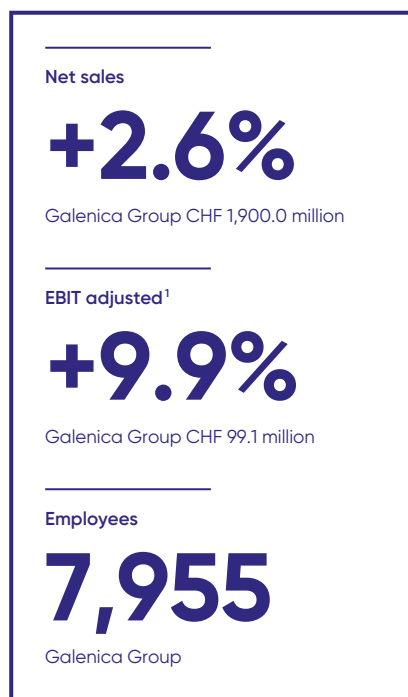 Net sales
+2.6%
Galenica Group CHF 1,900.0 million
EBIT adjusted¹
+9.9%
Galenica Group CHF 99.1 million
Employees
7,955
Galenica Group